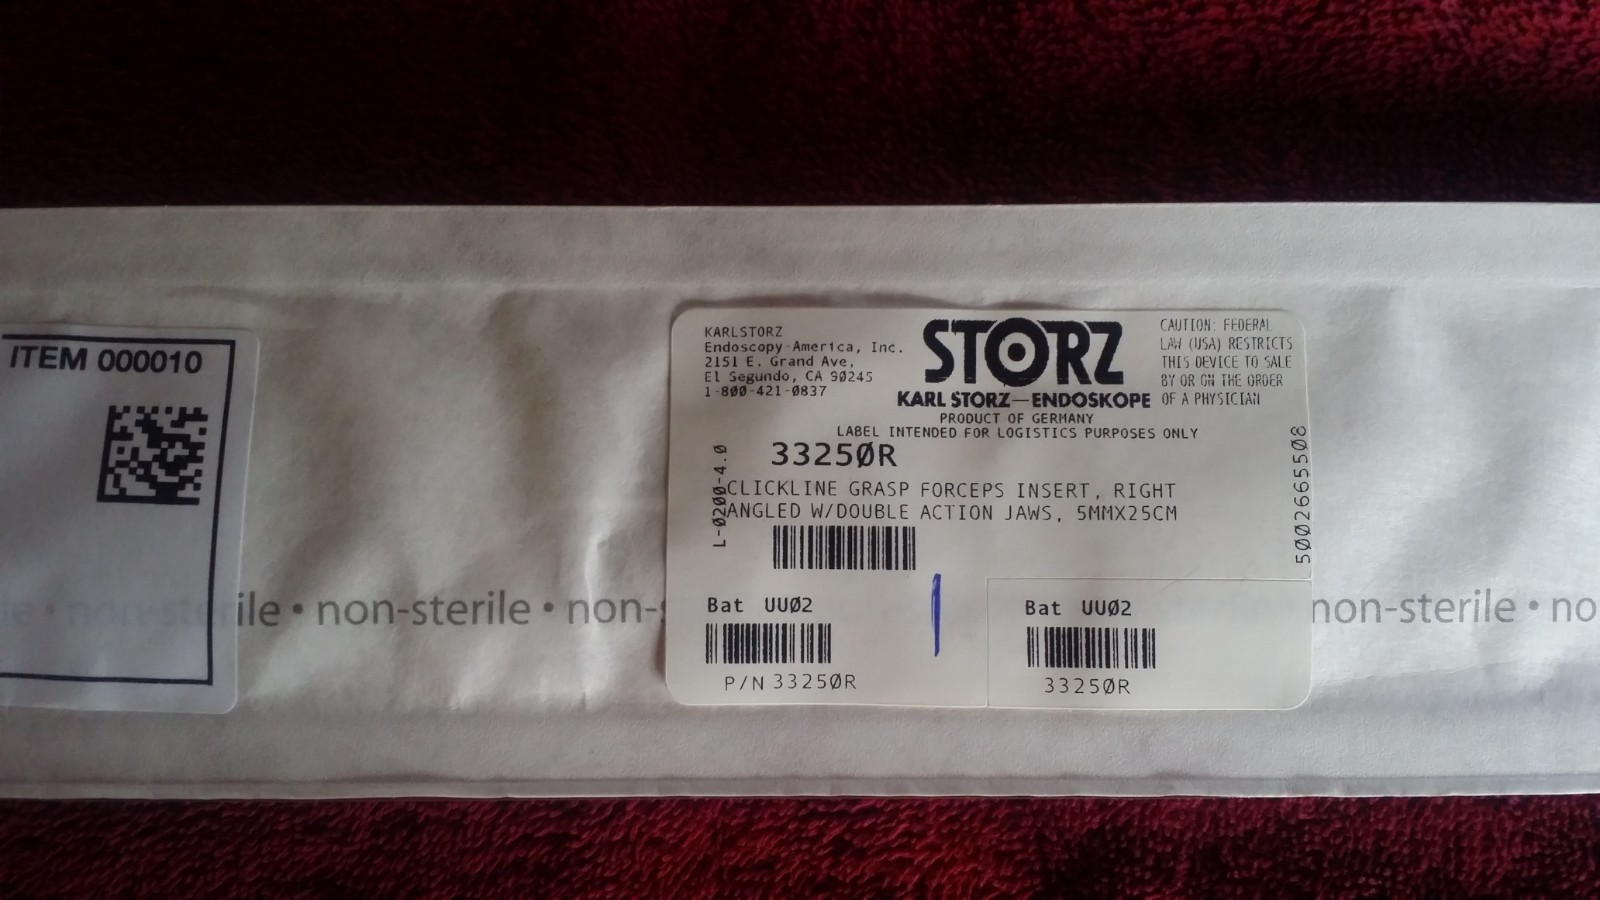 ITEM 000010
ile • non-sterile • non-
KARLSTORZ
Endoscopy-America, Inc.
2151 E. Grand Ave,
El Segundo, CA 90245
1-800-421-0837
STORZ
KARL STORZ—ENDOSKOPE
PRODUCT OF GERMANY
LABEL INTENDED FOR LOGISTICS PURPOSES ONLY
CAUTION: FEDERAL
LAW (USA) RESTRICTS
THIS DEVICE TO SALE
BY OR ON THE ORDER
OF A PHYSICIAN
33250R
L-0200-4.0
CLICKLINE GRASP FORCEPS INSERT, RIGHT
ANGLED W/DOUBLE ACTION JAWS, 5MMX25CM
5002665508
Bat UU02
P/N 33250R
Bat UU02
33250R
non-sterile • no